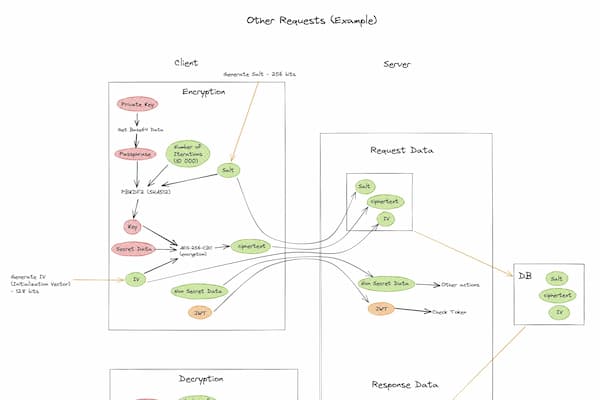 Other Requests (Example)
Client
Server
Generate Salt - 256 bits
Encryption
Private Key
Get Base64 Data
Passphrase
Number of
Iterations
(10 000)
Salt
PBKDF2 (SHA512)
Key
Secret Data
AES-256-CBC
(encryption)
ciphertext
IV
Generate IV
(Initialization Vector)
- 128 bits
Non Secret Data
JWT
Request Data
Salt
ciphertext
IV
Non Secret Data
Other actions
JWT
Check Token
DB
Salt
ciphertext
IV
Decryption
Response Data